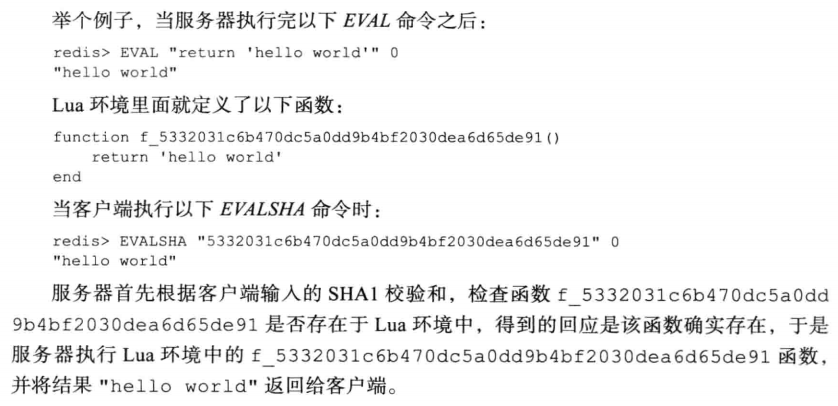 举个例子，当服务器执行完以下 EVAL 命令之后：
redis> EVAL "return 'hello world'" 0
"hello world"
Lua 环境里面就定义了以下函数：
function f_5332031c6b470dc5a0dd9b4bf2030dea6d65de91()
    return 'hello world'
end
当客户端执行以下 EVALSHA 命令时：
redis> EVALSHA "5332031c6b470dc5a0dd9b4bf2030dea6d65de91" 0
"hello world"
服务器首先根据客户端输入的 SHA1 校验和，检查函数 f_5332031c6b470dc5a0dd
9b4bf2030dea6d65de91 是否存在于 Lua 环境中，得到的回应是该函数确实存在，于是
服务器执行 Lua 环境中的 f_5332031c6b470dc5a0dd9b4bf2030dea6d65de91 函数，
并将结果 "hello world" 返回给客户端。